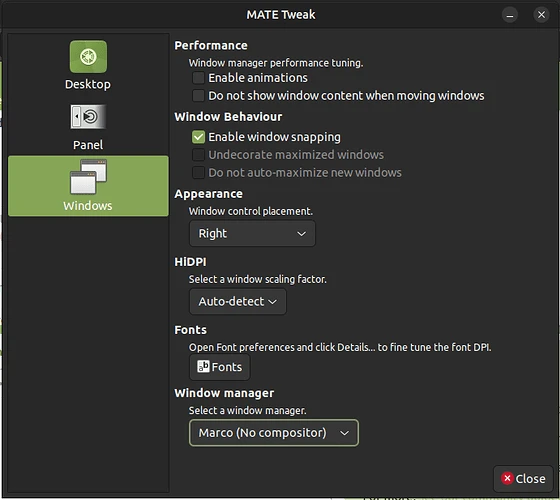 MATE Tweak
Desktop
Panel
Windows
Performance
Window manager performance tuning.
Enable animations
Do not show window content when moving windows
Window Behaviour
Enable window snapping
Undecorate maximized windows
Do not auto-maximize new windows
Appearance
Window control placement.
Right
HiDPI
Select a window scaling factor.
Auto-detect
Fonts
Open Font preferences and click Details... to fine tune the font DPI.
Fonts
Window manager
Select a window manager.
Marco (No compositor)
Close